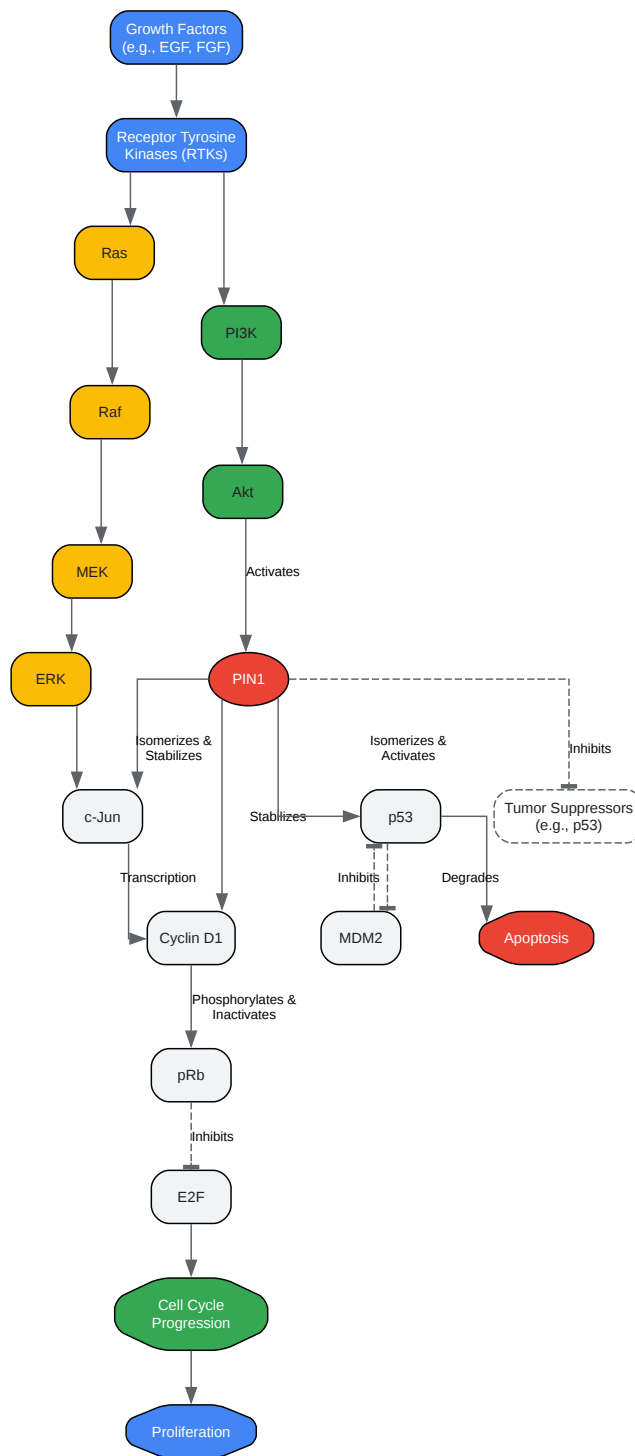 Growth Factors
(e.g., EGF, FGF)
Receptor Tyrosine
Kinases (RTKs)
Ras
PI3K
Raf
Akt
MEK
Activates
ERK
PIN1
Isomerizes &
Stabilizes
Isomerizes &
Activates
Inhibits
c-Jun
Stabilizes
p53
Tumor Suppressors
(e.g., p53)
Transcription
Inhibits
Degrades
Cyclin D1
MDM2
Apoptosis
Phosphorylates &
Inactivates
pRb
Inhibits
E2F
Cell Cycle
Progression
Proliferation